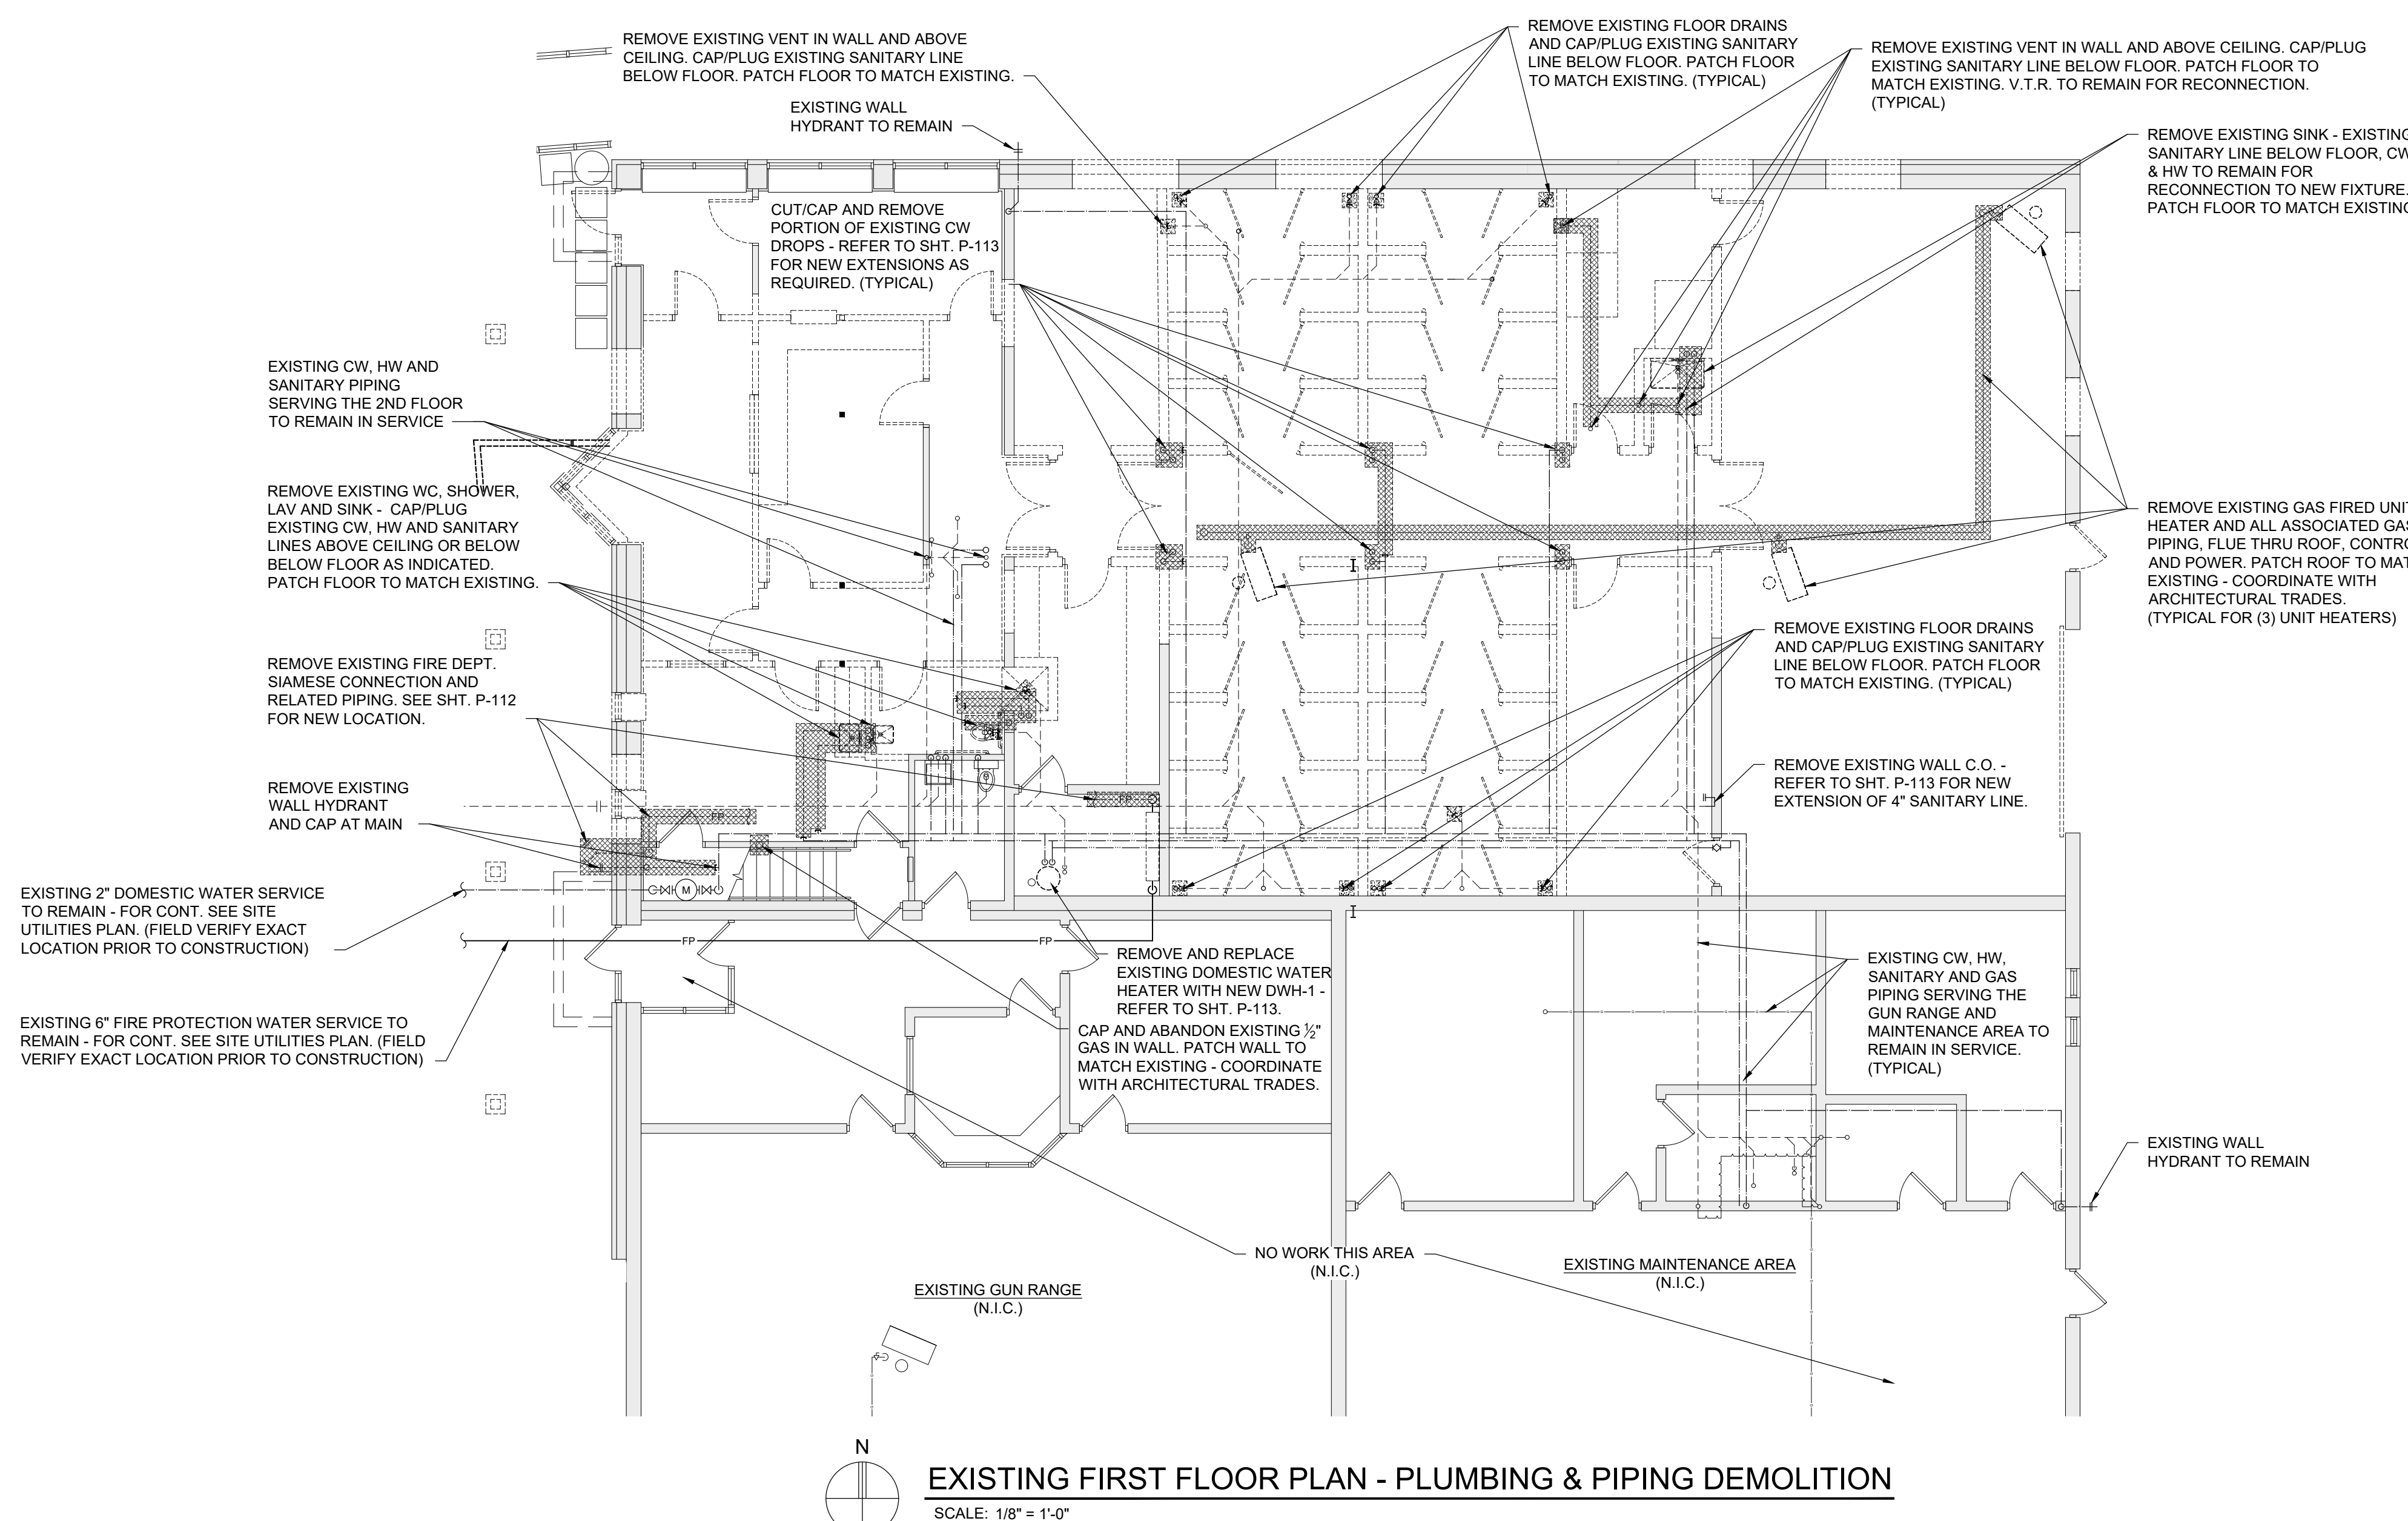 REMOVE EXISTING VENT IN WALL AND ABOVE
CEILING. CAP/PLUG EXISTING SANITARY LINE
BELOW FLOOR. PATCH FLOOR TO MATCH EXISTING.
EXISTING WALL
HYDRANT TO REMAIN
REMOVE EXISTING FLOOR DRAINS
AND CAP/PLUG EXISTING SANITARY
LINE BELOW FLOOR. PATCH FLOOR
TO MATCH EXISTING. (TYPICAL)
REMOVE EXISTING VENT IN WALL AND ABOVE CEILING. CAP/PLUG
EXISTING SANITARY LINE BELOW FLOOR. PATCH FLOOR TO
MATCH EXISTING. V.T.R. TO REMAIN FOR RECONNECTION.
(TYPICAL)
REMOVE EXISTING SINK - EXISTING
SANITARY LINE BELOW FLOOR, CW
& HW TO REMAIN FOR
RECONNECTION TO NEW FIXTURE.
PATCH FLOOR TO MATCH EXISTING
CUT/CAP AND REMOVE
PORTION OF EXISTING CW
DROPS - REFER TO SHT. P-113
FOR NEW EXTENSIONS AS
REQUIRED. (TYPICAL)
EXISTING CW, HW AND
SANITARY PIPING
SERVING THE 2ND FLOOR
TO REMAIN IN SERVICE
REMOVE EXISTING WC, SHOWER,
LAV AND SINK - CAP/PLUG
EXISTING CW, HW AND SANITARY
LINES ABOVE CEILING OR BELOW
BELOW FLOOR AS INDICATED.
PATCH FLOOR TO MATCH EXISTING.
REMOVE EXISTING GAS FIRED UNIT
HEATER AND ALL ASSOCIATED GAS
PIPING, FLUE THRU ROOF, CONTRO
AND POWER. PATCH ROOF TO MAT
EXISTING - COORDINATE WITH
ARCHITECTURAL TRADES.
(TYPICAL FOR (3) UNIT HEATERS)
REMOVE EXISTING FLOOR DRAINS
AND CAP/PLUG EXISTING SANITARY
LINE BELOW FLOOR. PATCH FLOOR
TO MATCH EXISTING. (TYPICAL)
REMOVE EXISTING FIRE DEPT.
SIAMESE CONNECTION AND
RELATED PIPING. SEE SHT. P-112
FOR NEW LOCATION.
REMOVE EXISTING WALL C.O. -
REFER TO SHT. P-113 FOR NEW
EXTENSION OF 4" SANITARY LINE.
REMOVE EXISTING
WALL HYDRANT
AND CAP AT MAIN
FP
FP
M
EXISTING 2" DOMESTIC WATER SERVICE
TO REMAIN - FOR CONT. SEE SITE
UTILITIES PLAN. (FIELD VERIFY EXACT
LOCATION PRIOR TO CONSTRUCTION)
FP
FP
REMOVE AND REPLACE
EXISTING DOMESTIC WATER
HEATER WITH NEW DWH-1 -
REFER TO SHT. P-113.
EXISTING CW, HW,
SANITARY AND GAS
PIPING SERVING THE
GUN RANGE AND
MAINTENANCE AREA TO
REMAIN IN SERVICE.
(TYPICAL)
EXISTING 6" FIRE PROTECTION WATER SERVICE TO
REMAIN - FOR CONT. SEE SITE UTILITIES PLAN. (FIELD
VERIFY EXACT LOCATION PRIOR TO CONSTRUCTION)
CAP AND ABANDON EXISTING ½"
GAS IN WALL. PATCH WALL TO
MATCH EXISTING - COORDINATE
WITH ARCHITECTURAL TRADES.
EXISTING WALL
HYDRANT TO REMAIN
NO WORK THIS AREA
(N.I.C.)
EXISTING MAINTENANCE AREA
(N.I.C.)
EXISTING GUN RANGE
(N.I.C.)
N
EXISTING FIRST FLOOR PLAN - PLUMBING & PIPING DEMOLITION
SCALE: 1/8" = 1'-0"